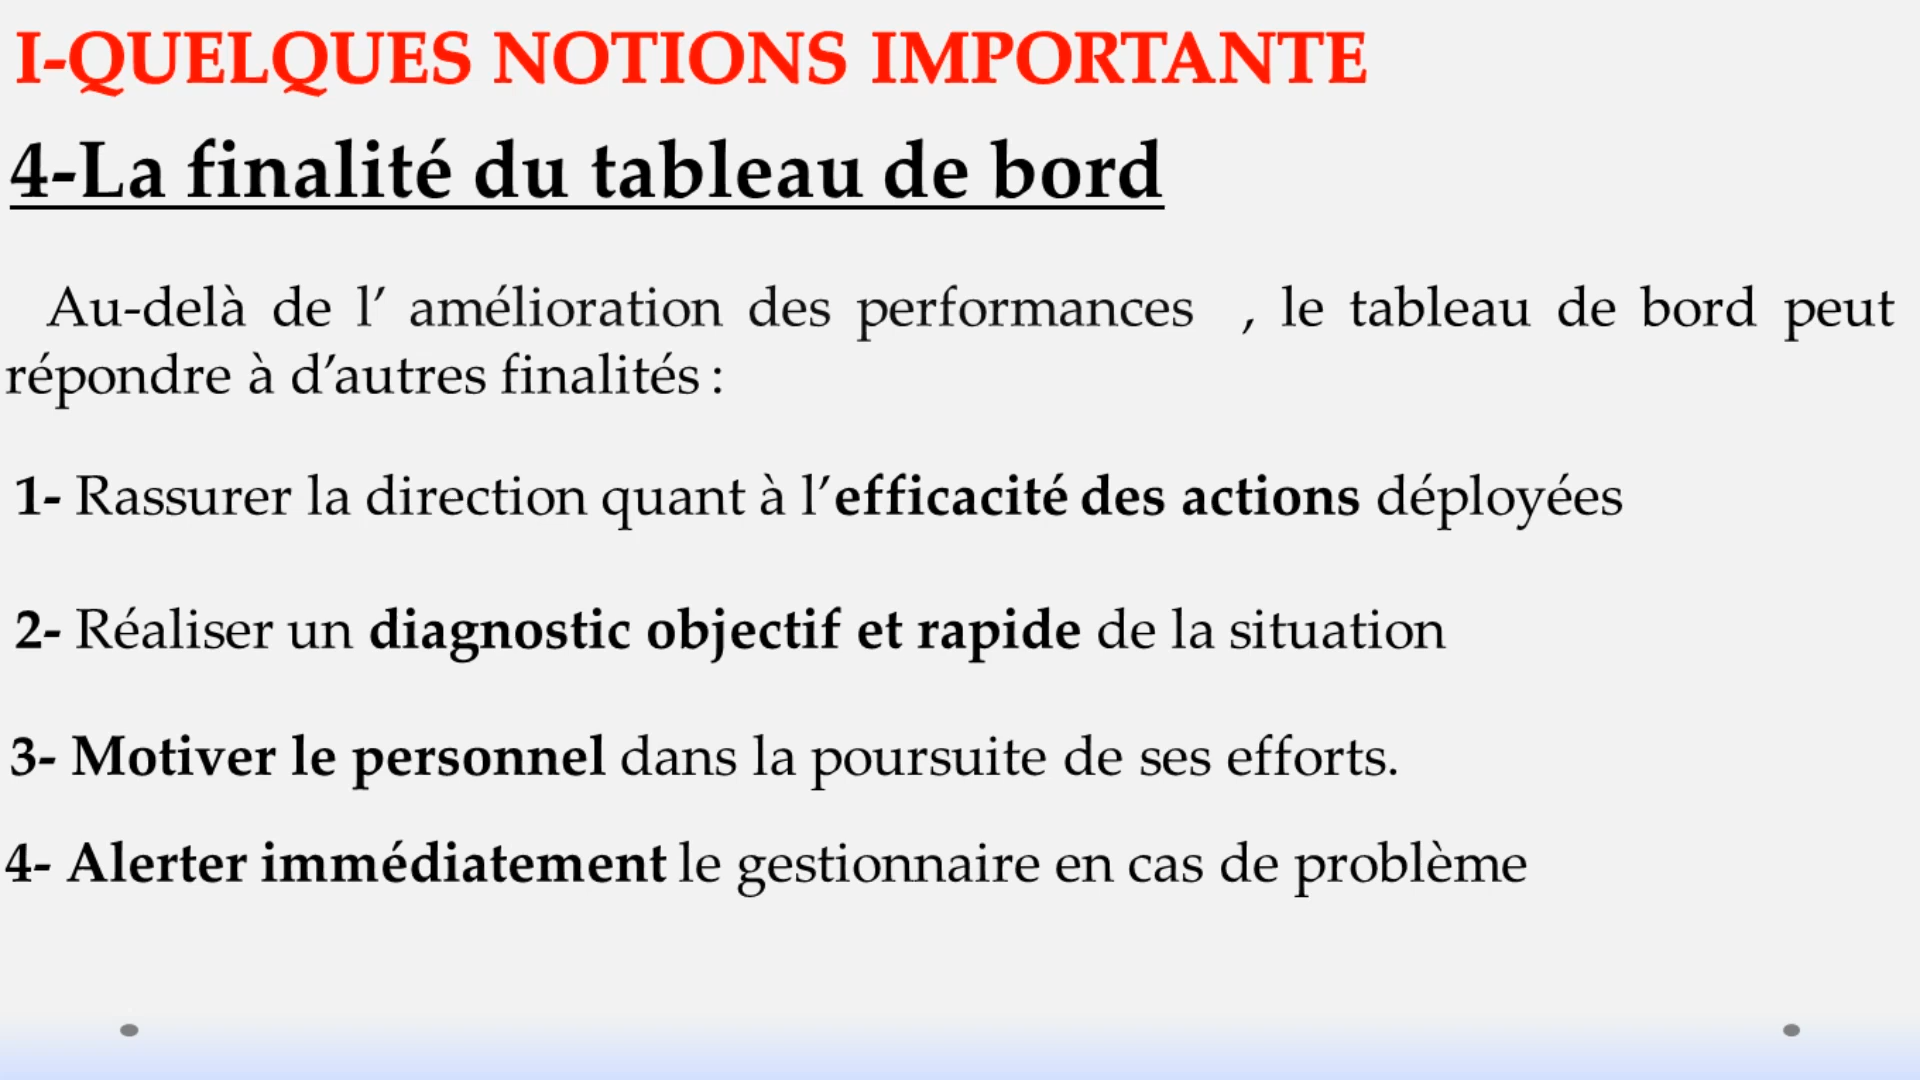 I-QUELQUES NOTIONS IMPORTANTE
4-La finalité du tableau de bord
Au-delà de l’ amélioration des performances , le tableau de bord peut
répondre à d’autres finalités :
1- Rassurer la direction quant à l’efficacité des actions déployées
2- Réaliser un diagnostic objectif et rapide de la situation
3- Motiver le personnel dans la poursuite de ses efforts.
4- Alerter immédiatement le gestionnaire en cas de problème